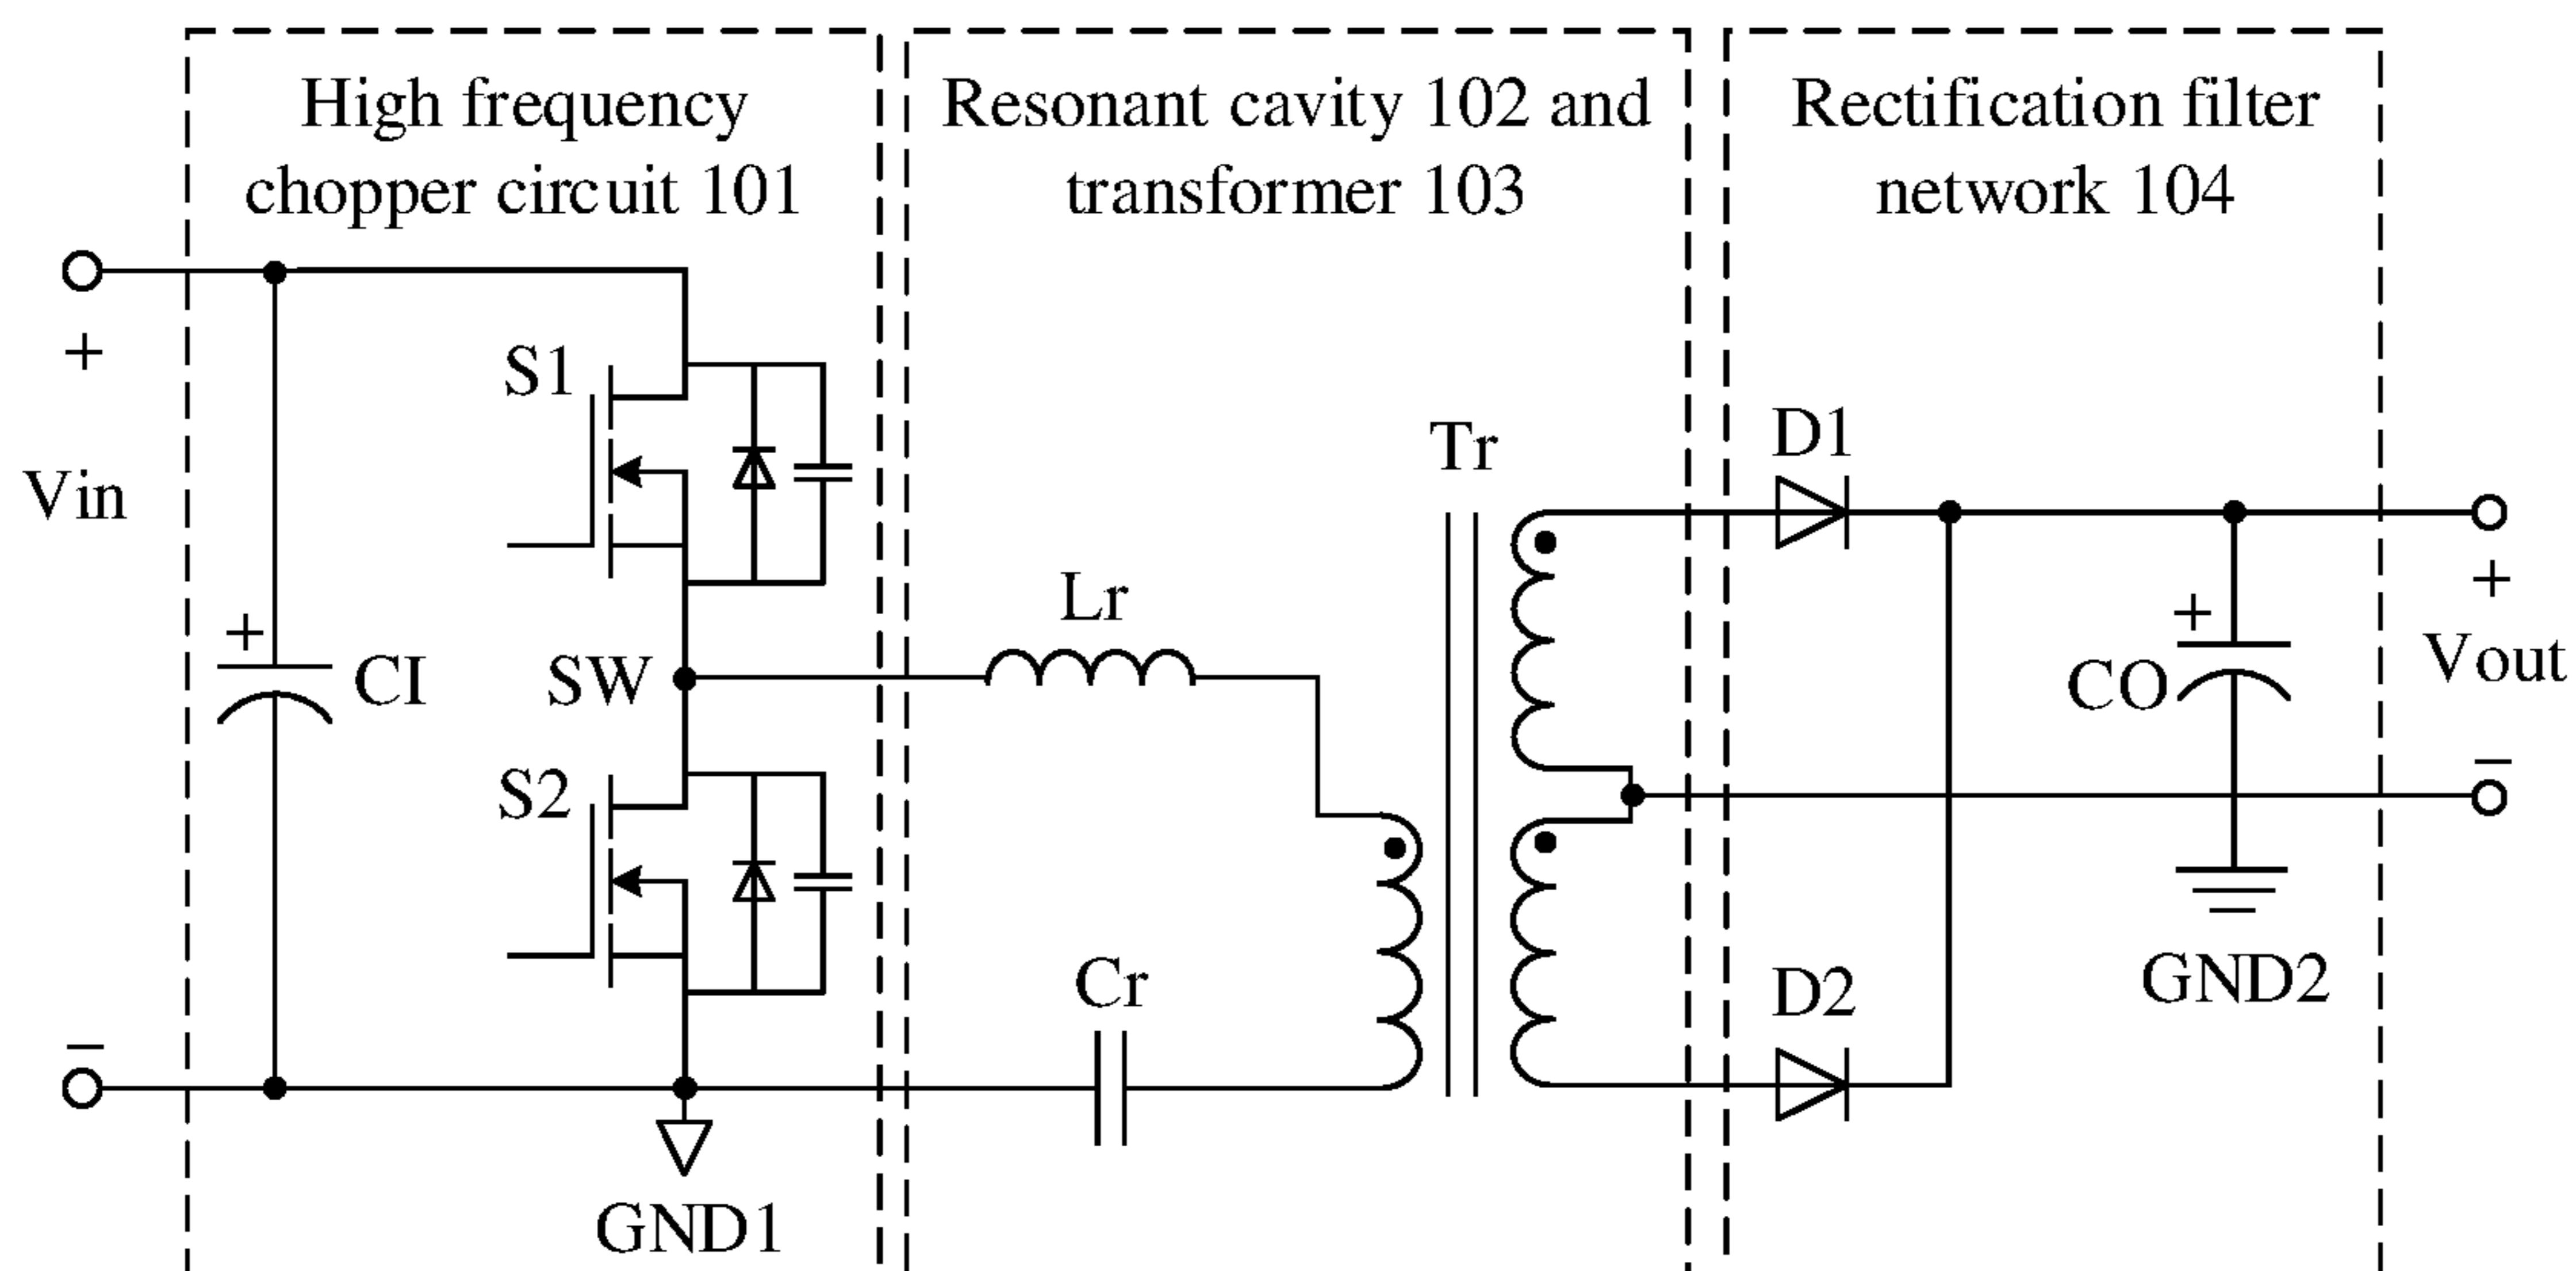 High frequency
chopper circuit 101
Resonant cavity 102 and
transformer 103
Rectification filter
network 104
+
Vin
−
+
CI
S1
SW
S2
GND1
Lr
Cr
Tr
D1
D2
+
CO
GND2
+
Vout
−